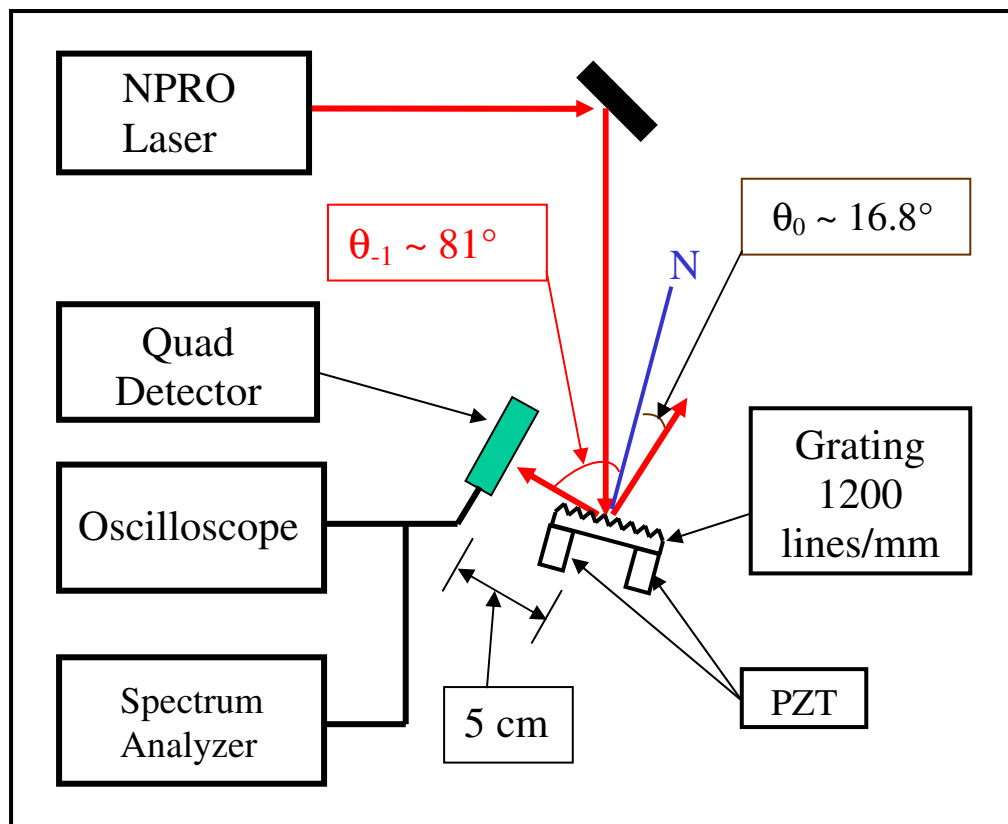 NPRO
Laser
θ₋₁ ~ 81°
θ₀ ~ 16.8°
N
Quad
Detector
Grating
1200
lines/mm
Oscilloscope
Spectrum
Analyzer
5 cm
PZT